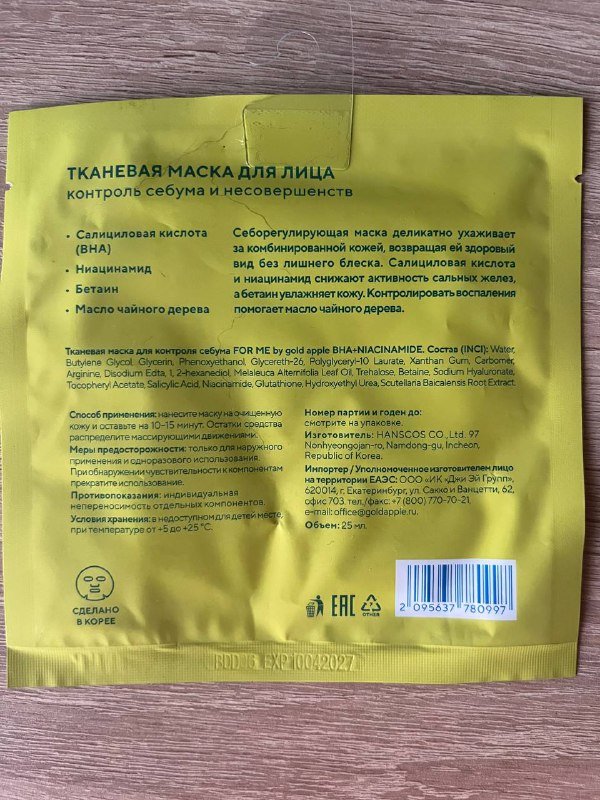 ТКАНЕВАЯ МАСКА ДЛЯ ЛИЦА
контроль себума и несовершенств
• Салициловая кислота
(BHA)
• Ниацинамид
• Бетаин
• Масло чайного дерева
Себорегулирующая маска деликатно ухаживает
за комбинированной кожей, возвращая ей здоровый
вид без лишнего блеска. Салициловая кислота
и ниацинамид снижают активность сальных желез,
а бетаин увлажняет кожу. Контролировать воспаления
помогает масло чайного дерева.
Тканевая маска для контроля себума FOR ME by gold apple BHA+NIACINAMIDE. Состав (INCI): Water,
Butylene Glycol, Glycerin, Phenoxyethanol, Glycereth-26, Polyglyceryl-10 Laurate, Xanthan Gum, Carbomer,
Arginine, Disodium Edta, 1, 2-hexanediol, Melaleuca Alternifolia Leaf Oil, Trehalose, Betaine, Sodium Hyaluronate,
Tocopheryl Acetate, Salicylic Acid, Niacinamide, Glutathione, Hydroxyethyl Urea, Scutellaria Baicalensis Root Extract.
Способ применения: нанесите маску на очищенную
кожу и оставьте на 10–15 минут. Остатки средства
распределите массирующими движениями.
Меры предосторожности: только для наружного
применения и одноразового использования.
При обнаружении чувствительности к компонентам
прекратите использование.
Противопоказания: индивидуальная
непереносимость отдельных компонентов.
Условия хранения: в недоступном для детей месте,
при температуре от +5 до +25 °C.
Номер партии и годен до:
смотрите на упаковке.
Изготовитель: HANSCOS CO., Ltd. 97
Nonhyeongojan-ro, Namdong-gu, Incheon,
Republic of Korea.
Импортер / Уполномоченное изготовителем лицо
на территории ЕАЭС: ООО «ИК «Джи Эй Групп»,
620014, г. Екатеринбург, ул. Сакко и Ванцетти, 62,
офис 703. тел./факс: +7 (800) 770-70-21,
e-mail: office@goldapple.ru.
Объем: 25 мл.
СДЕЛАНО
В КОРЕЕ
EAC
7
OTHER
2 095637 780997
EXP 10042027